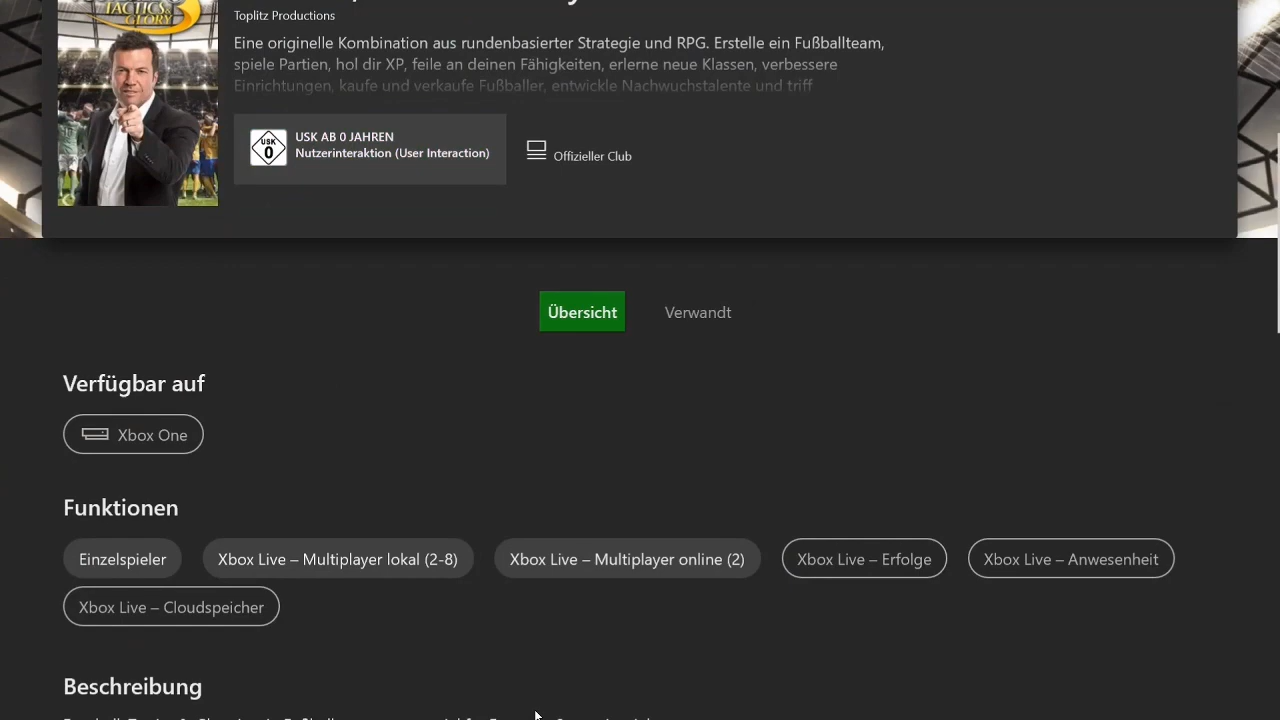 TACTICS &
GLORY
Toplitz Productions
Eine originelle Kombination aus rundenbasierter Strategie und RPG. Erstelle ein Fußballteam,
spiele Partien, hol dir XP, feile an deinen Fähigkeiten, erlerne neue Klassen, verbessere
Einrichtungen, kaufe und verkaufe Fußballer, entwickle Nachwuchstalente und triff
USK
0
USK AB 0 JAHREN
Nutzerinteraktion (User Interaction)
Offizieller Club
Übersicht
Verwandt
Verfügbar auf
Xbox One
Funktionen
Einzelspieler
Xbox Live – Multiplayer lokal (2-8)
Xbox Live – Multiplayer online (2)
Xbox Live – Erfolge
Xbox Live – Anwesenheit
Xbox Live – Cloudspeicher
Beschreibung